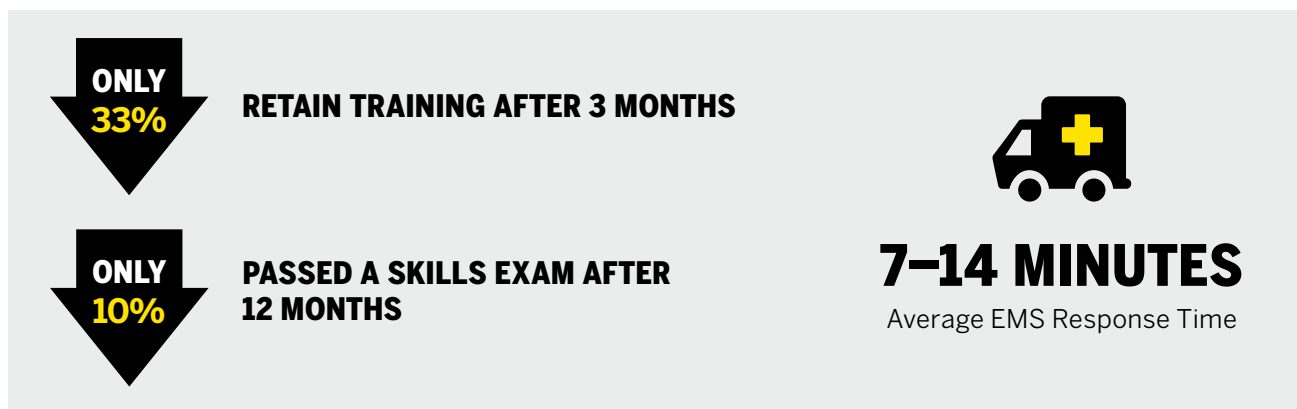 ONLY
33%
RETAIN TRAINING AFTER 3 MONTHS
ONLY
10%
PASSED A SKILLS EXAM AFTER
12 MONTHS
7–14 MINUTES
Average EMS Response Time